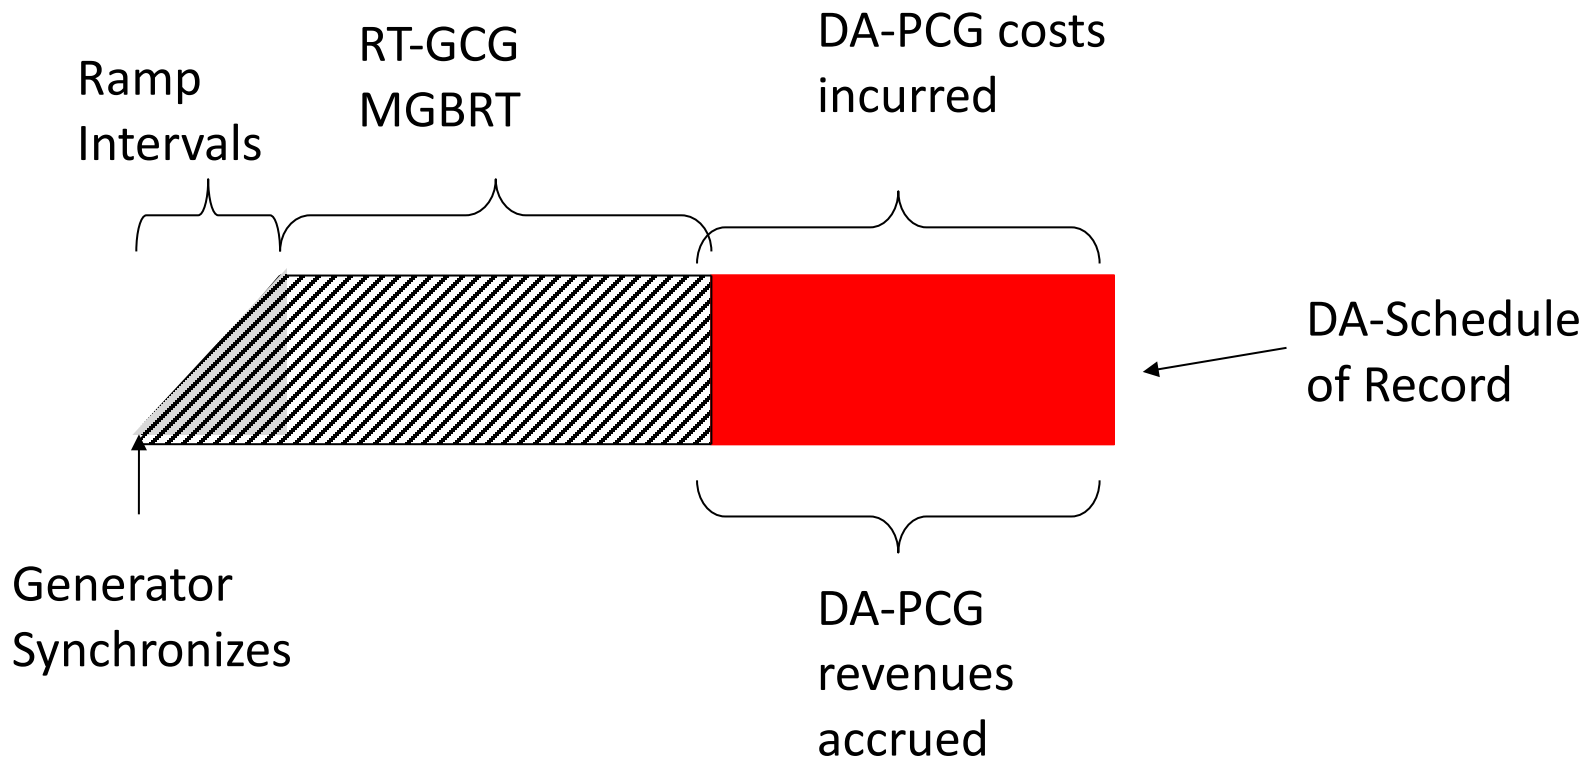 Ramp
Intervals
RT-GCG
MGBRT
DA-PCG costs
incurred
DA-Schedule
of Record
Generator
Synchronizes
DA-PCG
revenues
accrued